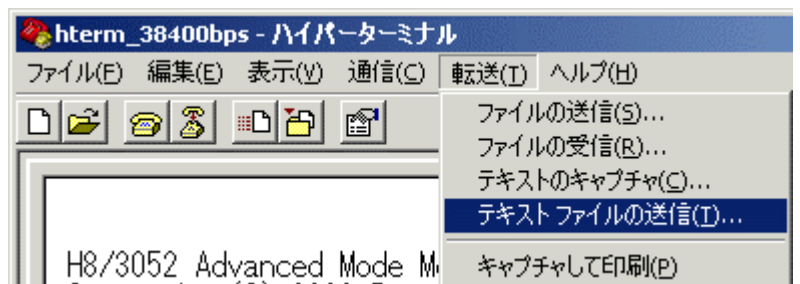 hterm_38400bps - ハイパーターミナル
ファイル(F) 編集(E) 表示(V) 通信(C) 転送(T) ヘルプ(H)
ファイルの送信(S)...
ファイルの受信(R)...
テキストのキャプチャ(C)...
テキスト ファイルの送信(T)...
キャプチャして印刷(P)
H8/3052 Advanced Mode M